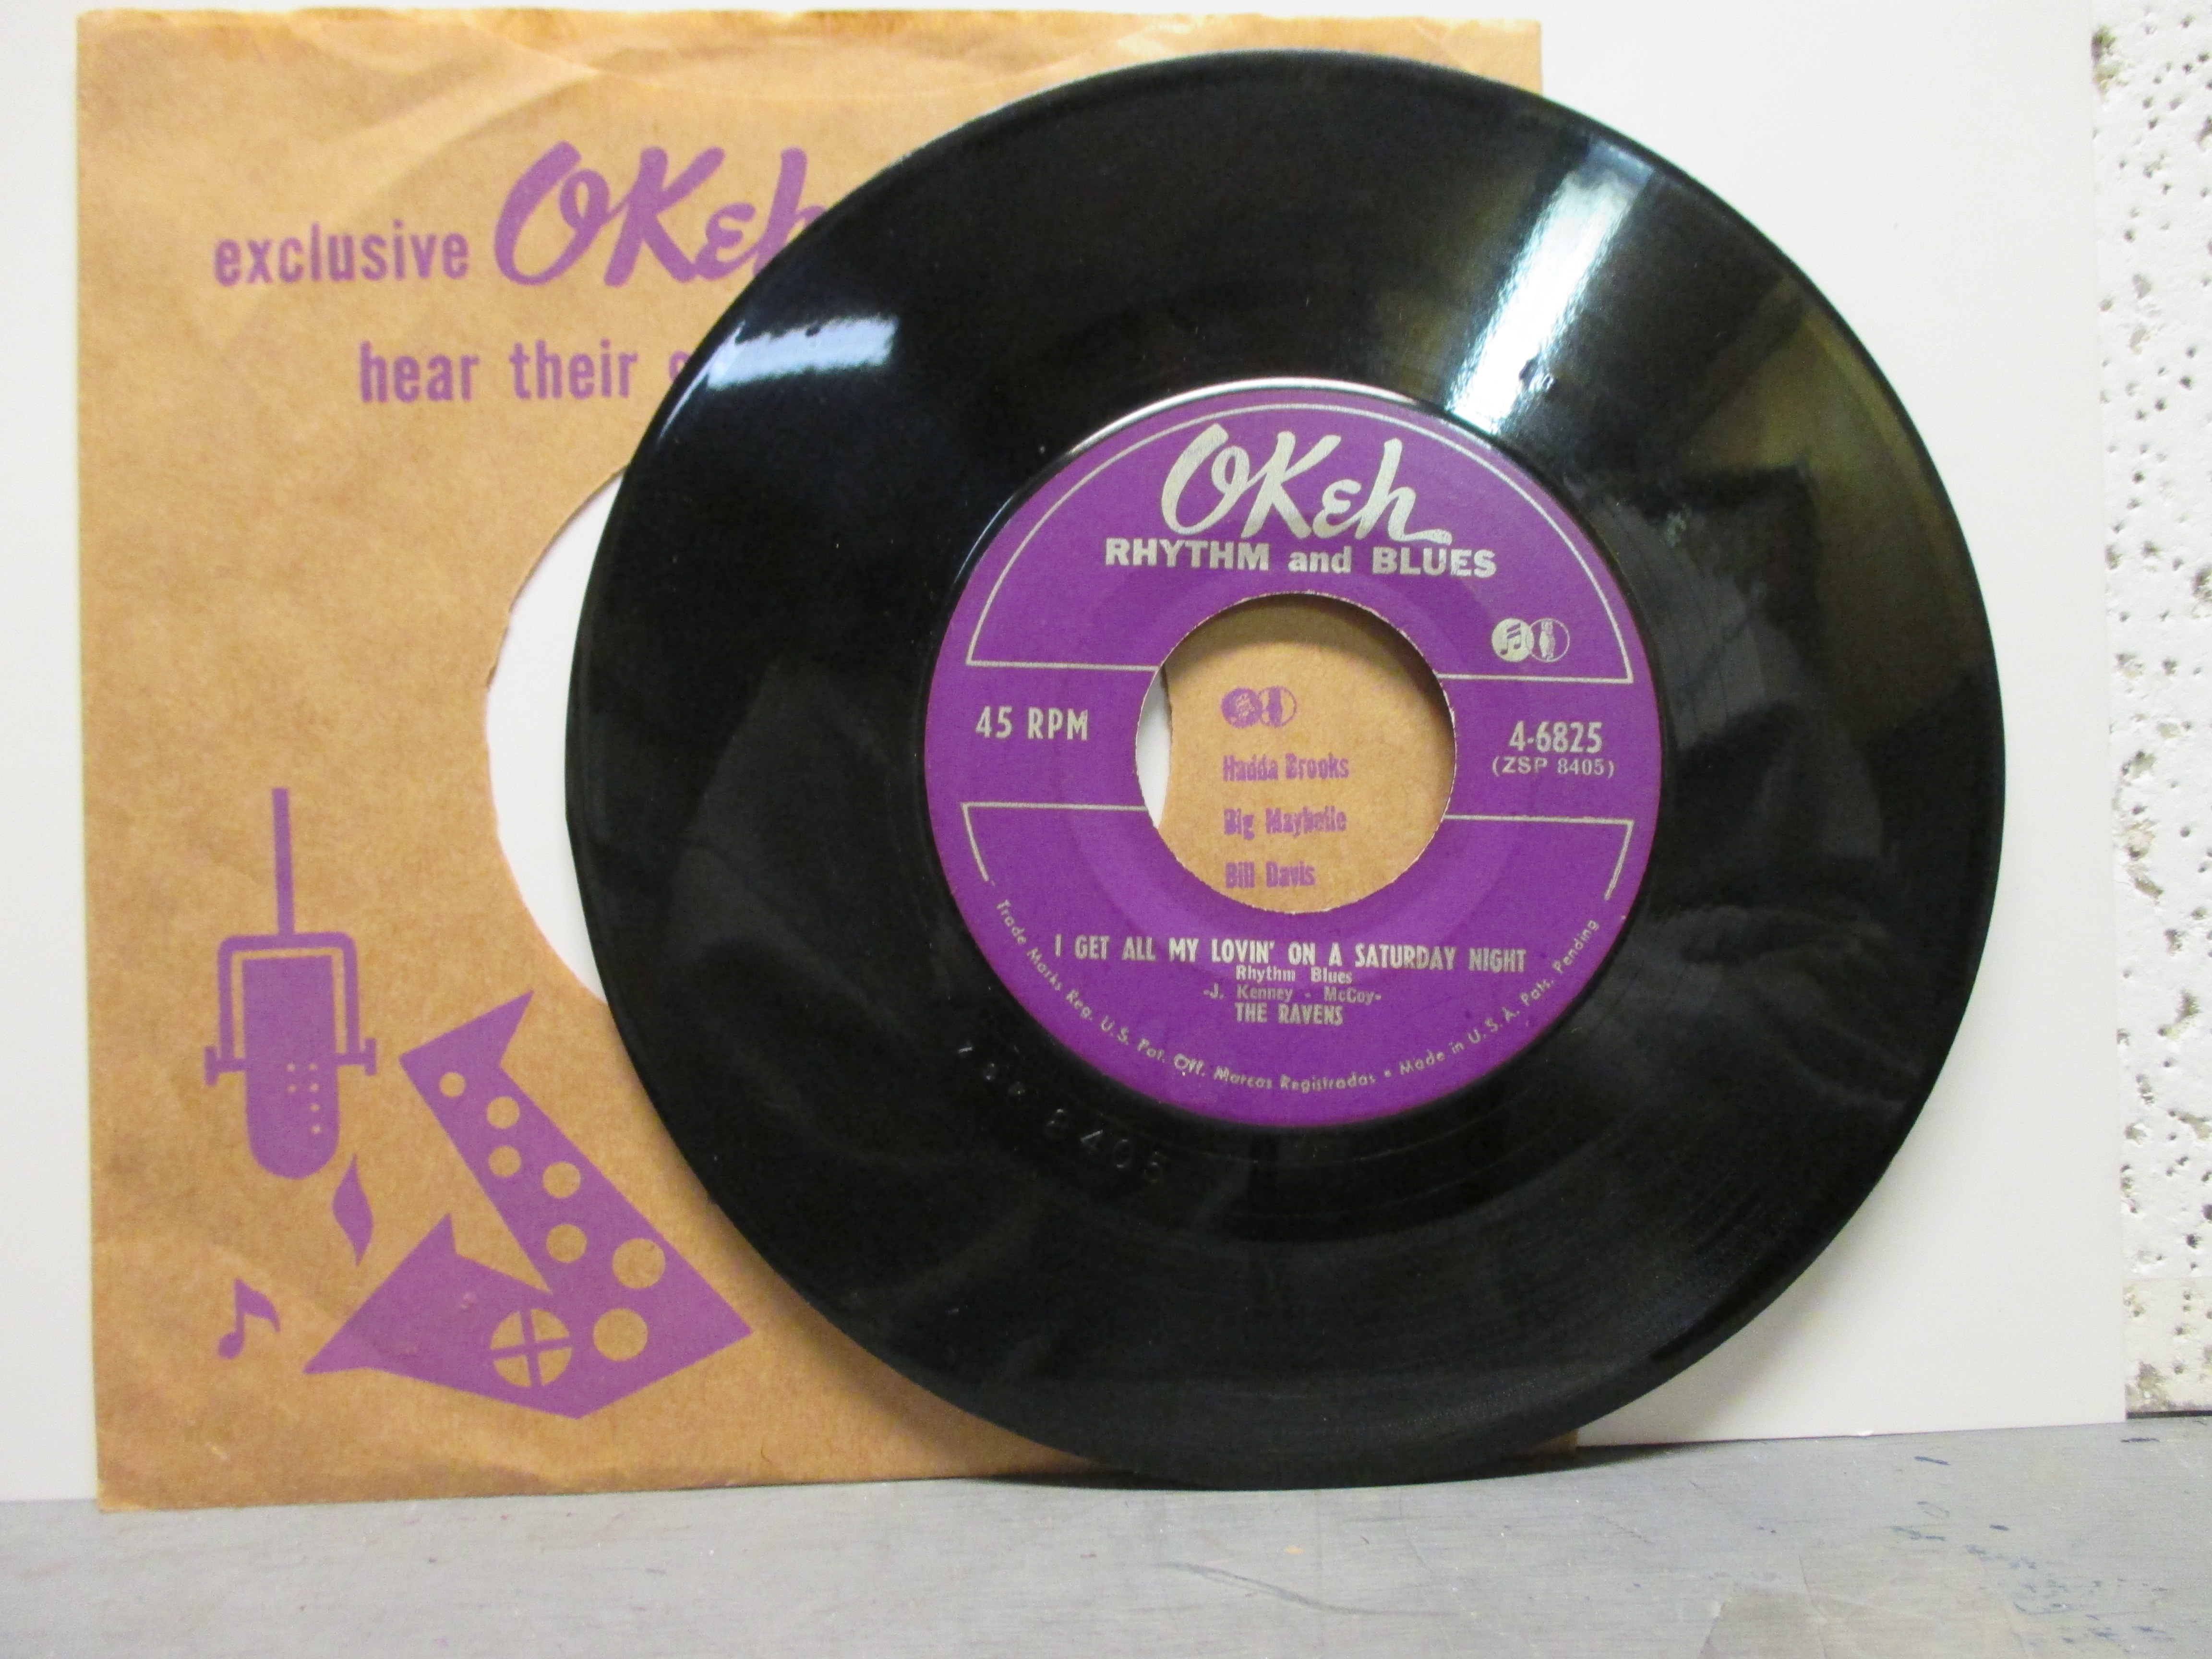 exclusive OKeh
hear their
OKeh
RHYTHM and BLUES
45 RPM
4-6825
(ZSP 8405)
Hadda Brooks
Big Maybelle
Bill Davis
I GET ALL MY LOVIN' ON A SATURDAY NIGHT
Rhythm Blues
-J. Kenney - McCoy-
THE RAVENS
Trade Marks Reg. U.S. Pat. Off. Marcas Registradas • Made in U.S.A. Pats. Pending
8405